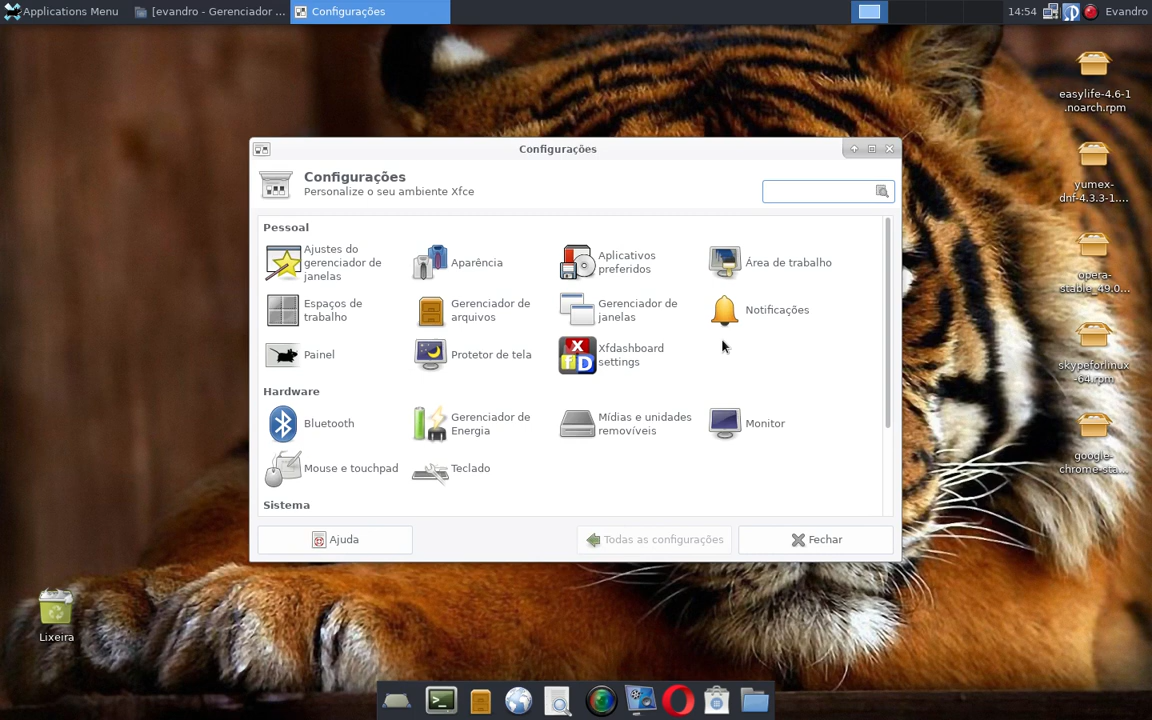 Applications Menu
[evandro - Gerenciador ...
Configurações
14:54
Evandro
easylife-4.6-1
.noarch.rpm
yumex-
dnf-4.3.3-1....
opera-
stable_49.0...
skypeforlinux
-64.rpm
google-
chrome-sta...
Lixeira
Configurações
Configurações
Personalize o seu ambiente Xfce
Pessoal
Ajustes do
gerenciador de
janelas
Aparência
Aplicativos
preferidos
Área de trabalho
Espaços de
trabalho
Gerenciador de
arquivos
Gerenciador de
janelas
Notificações
Painel
Protetor de tela
X
f D
Xfdashboard
settings
Hardware
Bluetooth
Gerenciador de
Energia
Mídias e unidades
removíveis
Monitor
Mouse e touchpad
Teclado
Sistema
Ajuda
Todas as configurações
Fechar